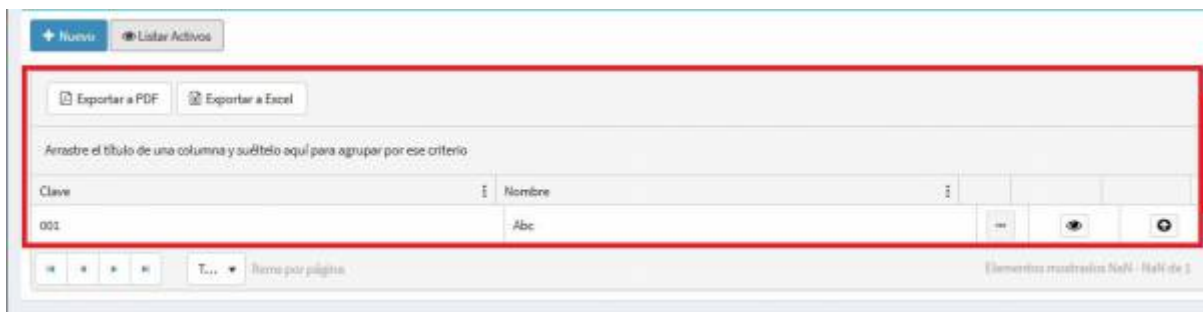 Nuevo Listar Activos
Exportar a PDF Exportar a Excel
Arrastre el título de una columna y suéltelo aquí para agrupar por ese criterio
Clave Nombre
001 Abc
T... Items por página Elementos mostrados NaN - NaN de 1